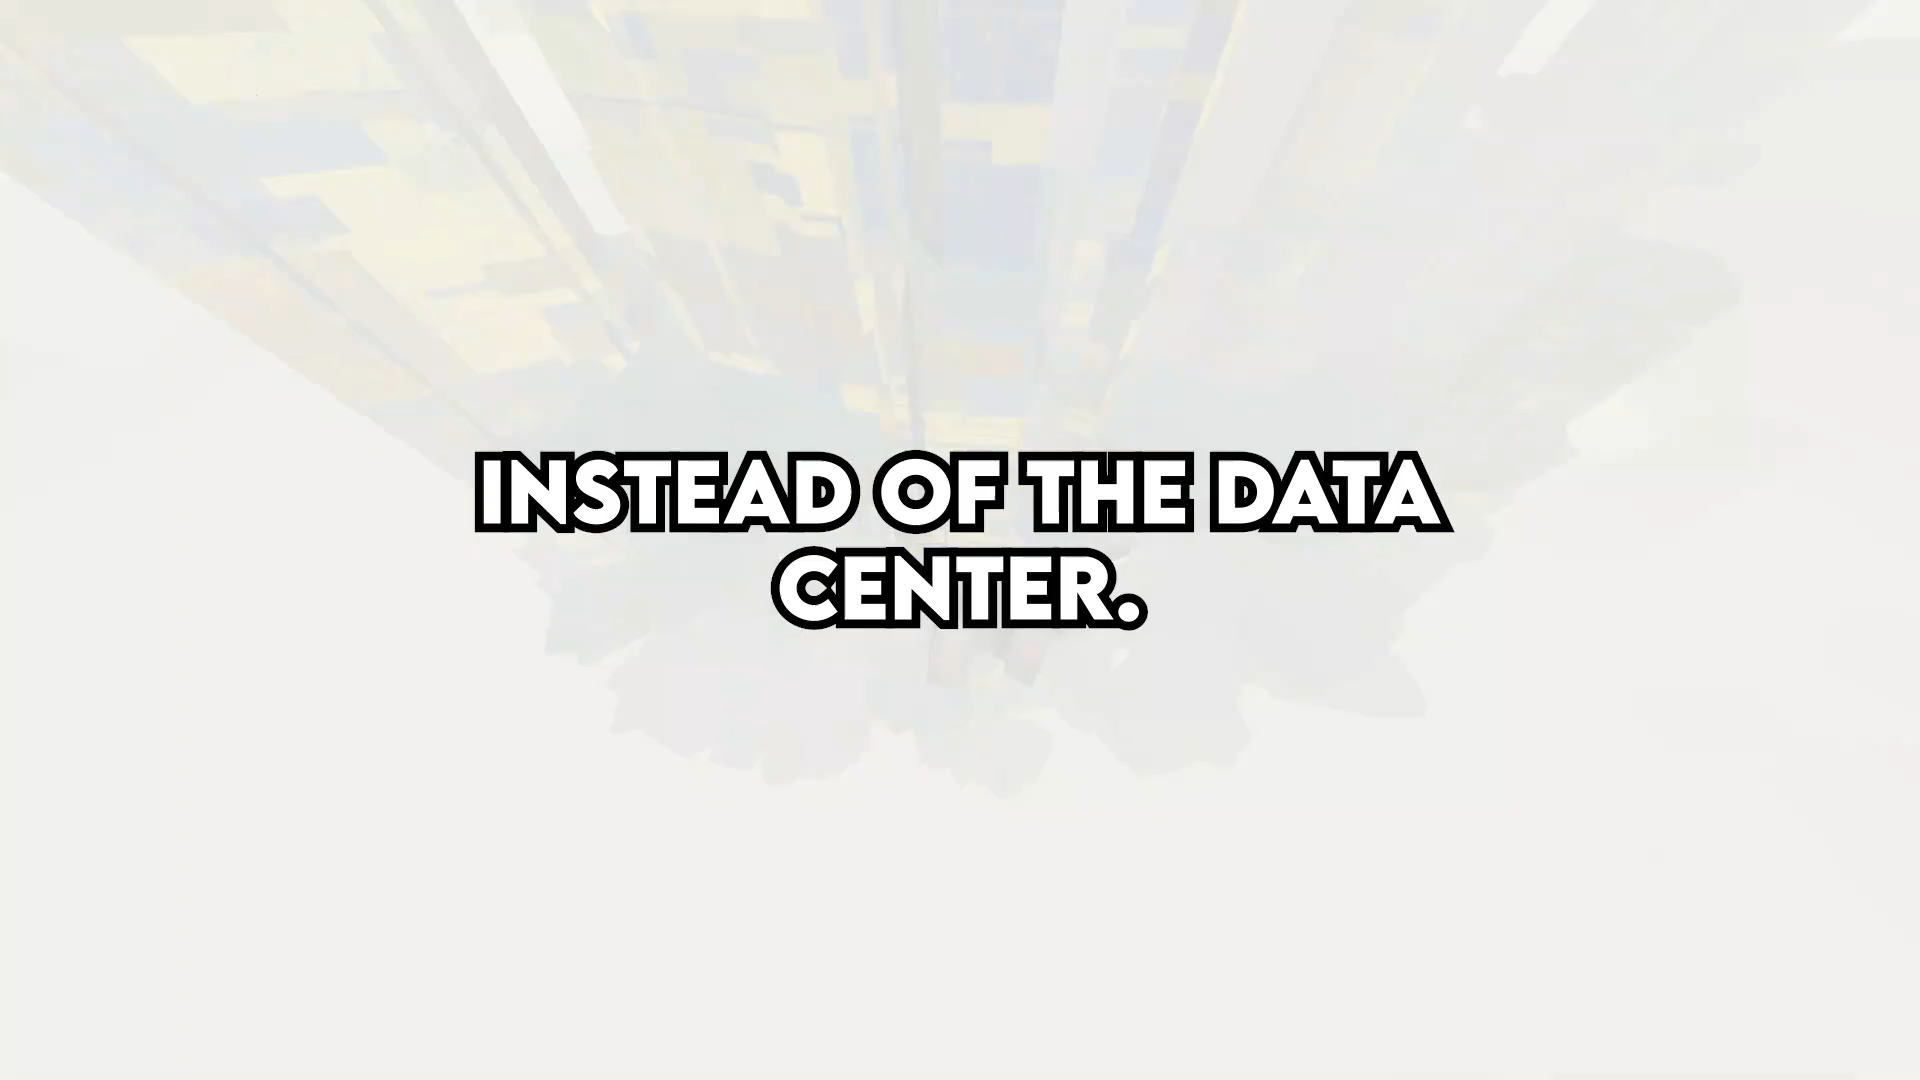 INSTEAD OF THE DATA
CENTER.